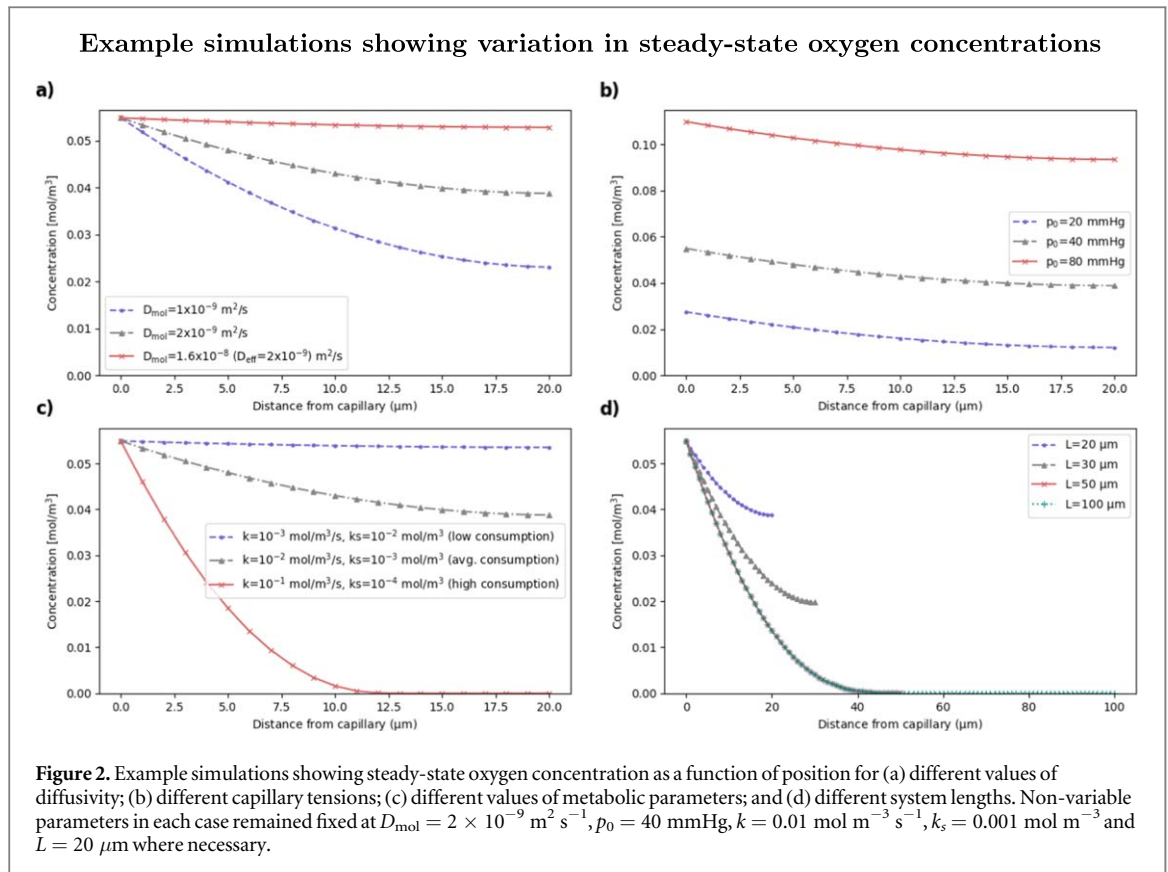 Example simulations showing variation in steady-state oxygen concentrations
a)
Concentration [mol/m³]
0.05
0.04
0.03
0.02
0.01
0.00
D_mol=1x10⁻⁹ m²/s
D_mol=2x10⁻⁹ m²/s
D_mol=1.6x10⁻⁸ (D_eff=2x10⁻⁹) m²/s
0.0 2.5 5.0 7.5 10.0 12.5 15.0 17.5 20.0
Distance from capillary (μm)
b)
Concentration [mol/m³]
0.10
0.08
0.06
0.04
0.02
0.00
p₀=20 mmHg
p₀=40 mmHg
p₀=80 mmHg
0.0 2.5 5.0 7.5 10.0 12.5 15.0 17.5 20.0
Distance from capillary (μm)
c)
Concentration [mol/m³]
0.05
0.04
0.03
0.02
0.01
0.00
k=10⁻³ mol/m³/s, ks=10⁻² mol/m³ (low consumption)
k=10⁻² mol/m³/s, ks=10⁻³ mol/m³ (avg. consumption)
k=10⁻¹ mol/m³/s, ks=10⁻⁴ mol/m³ (high consumption)
0.0 2.5 5.0 7.5 10.0 12.5 15.0 17.5 20.0
Distance from capillary (μm)
d)
Concentration [mol/m³]
0.05
0.04
0.03
0.02
0.01
0.00
L=20 μm
L=30 μm
L=50 μm
L=100 μm
0 20 40 60 80 100
Distance from capillary (μm)
Figure 2. Example simulations showing steady-state oxygen concentration as a function of position for (a) different values of
diffusivity; (b) different capillary tensions; (c) different values of metabolic parameters; and (d) different system lengths. Non-variable
parameters in each case remained fixed at D_mol = 2 × 10⁻⁹ m² s⁻¹, p₀ = 40 mmHg, k = 0.01 mol m⁻³ s⁻¹, kₛ = 0.001 mol m⁻³ and
L = 20 μm where necessary.